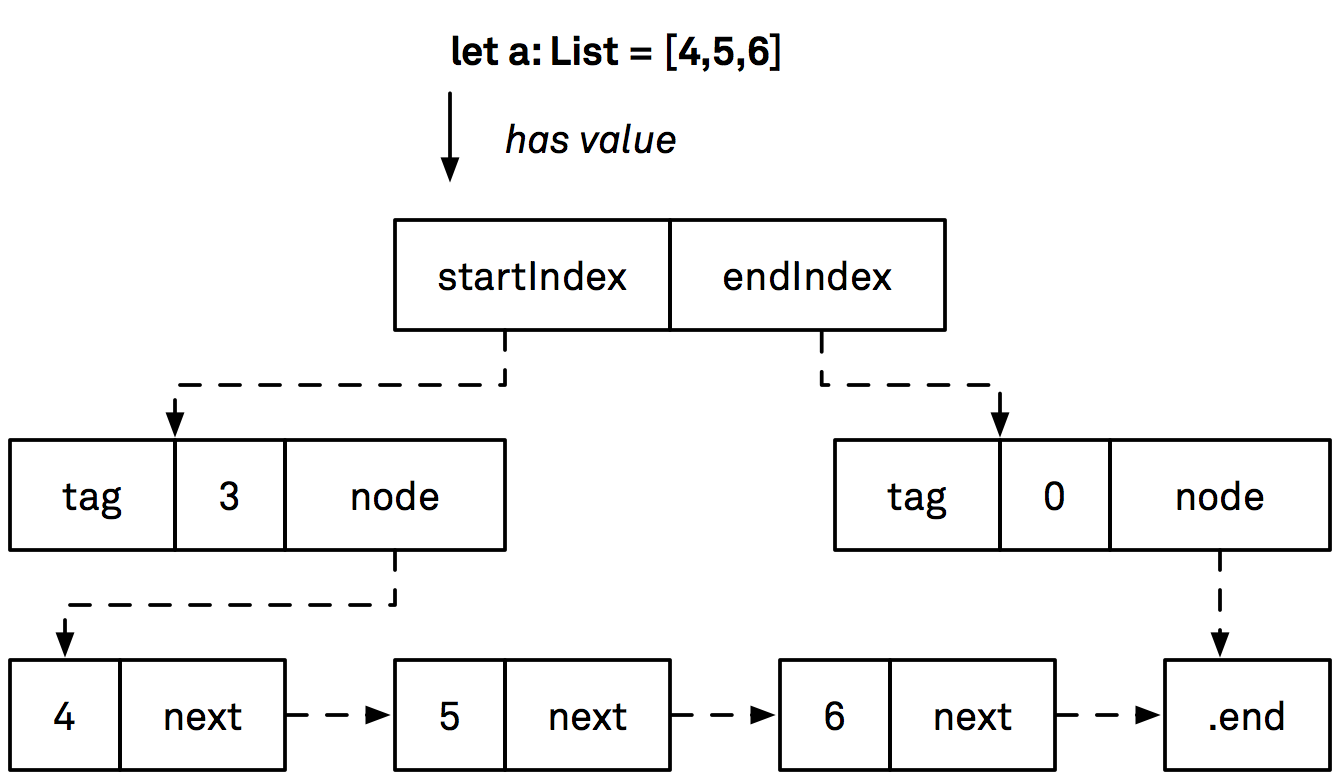 let a: List = [4,5,6]
has value
startIndex endIndex
tag 3 node tag 0 node
4 next 5 next 6 next .end